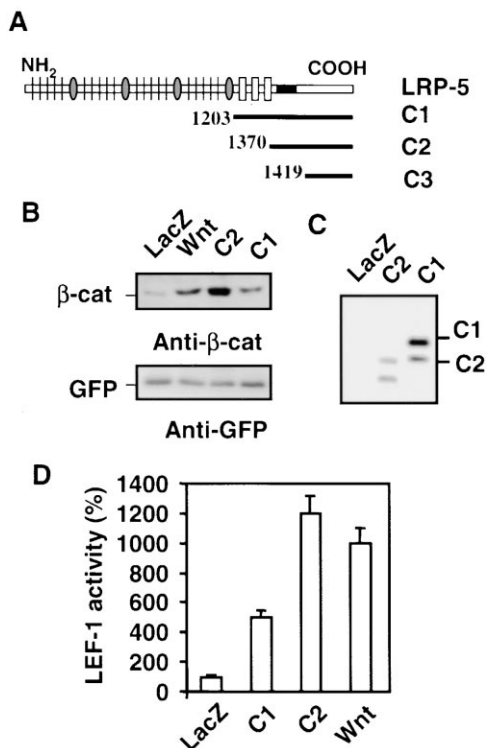 A
NH2
COOH
LRP-5
1203
C1
1370
C2
1419
C3
B
LacZ Wnt C2 C1
β-cat
Anti-β-cat
GFP
Anti-GFP
C
LacZ C2 C1
C1
C2
D
LEF-1 activity (%)
1400
1200
1000
800
600
400
200
0
LacZ C1 C2 Wnt